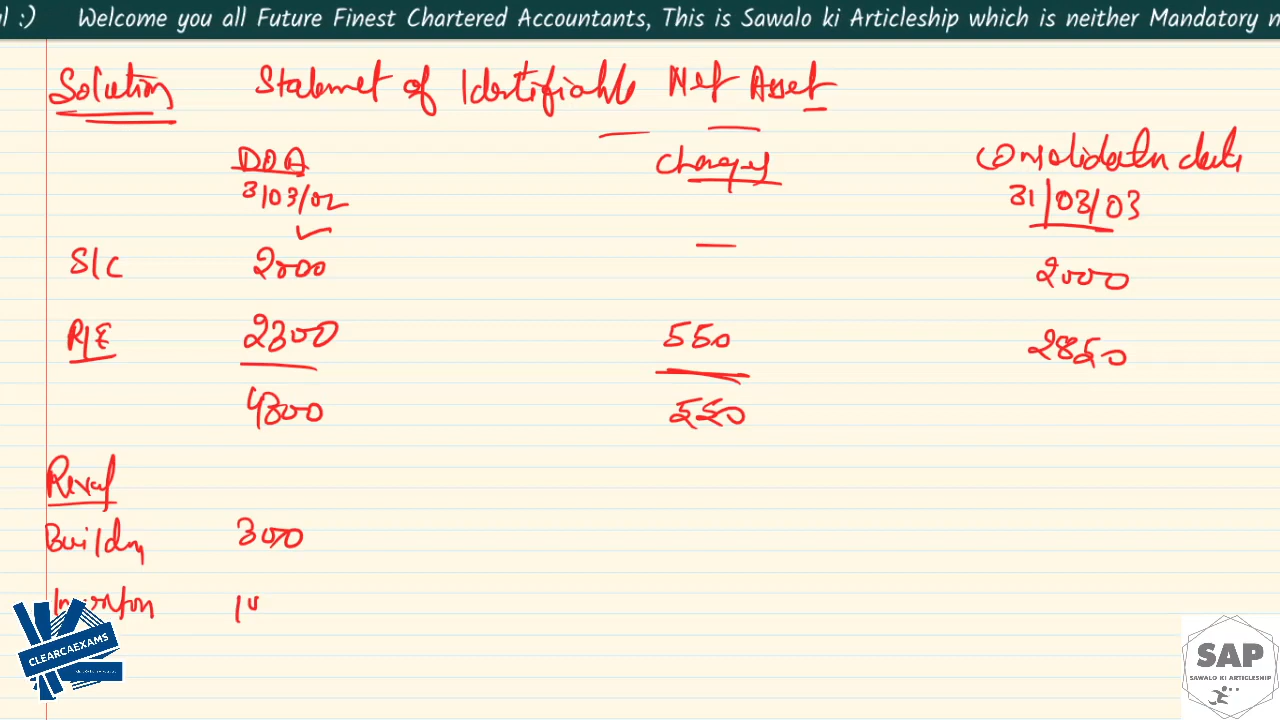 l :) Welcome you all Future Finest Chartered Accountants, This is Sawalo ki Articleship which is neither Mandatory n
Solution Statement of Identifiable Net Asset
DOA Changes Consolidation date
31/03/02 31/03/03
S/C 2000 — 2000
R/E 2300 550 2850
4300 550
Reval
Building 300
CLEARCAEXAMS
SAP
SAWALO KI ARTICLESHIP